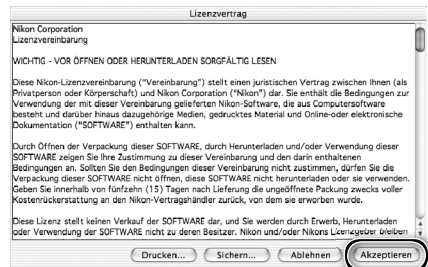 Lizenzvertrag
Nikon Corporation
Lizenzvereinbarung
WICHTIG - VOR ÖFFNEN ODER HERUNTERLADEN SORGFÄLTIG LESEN
Diese Nikon-Lizenzvereinbarung ("Vereinbarung") stellt einen juristischen Vertrag zwischen Ihnen (als
Privatperson oder Körperschaft) und Nikon Corporation ("Nikon") dar. Sie enthält die Bedingungen zur
Verwendung der mit dieser Vereinbarung gelieferten Nikon-Software, die aus Computersoftware
besteht und darüber hinaus dazugehörige Medien, gedrucktes Material und Online-oder elektronische
Dokumentation ("SOFTWARE") enthalten kann.
Durch Öffnen der Verpackung dieser SOFTWARE, durch Herunterladen und/oder Verwendung dieser
SOFTWARE zeigen Sie Ihre Zustimmung zu dieser Vereinbarung und den darin enthaltenen
Bedingungen an. Sollten Sie den Bedingungen dieser Vereinbarung nicht zustimmen, dürfen Sie die
Verpackung dieser SOFTWARE nicht öffnen, diese SOFTWARE nicht herunterladen oder sie verwenden.
Geben Sie innerhalb von fünfzehn (15) Tagen nach Lieferung die ungeöffnete Packung zwecks voller
Kostenrückerstattung an den Nikon-Vertragshändler zurück, von dem sie erworben wurde.
Diese Lizenz stellt keinen Verkauf der SOFTWARE dar, und Sie werden durch Erwerb, Herunterladen
oder Verwendung der SOFTWARE nicht zu deren Besitzer. Nikon und/oder Nikons Lizenzgeber bleiben
Drucken... Sichern... Ablehnen Akzeptieren